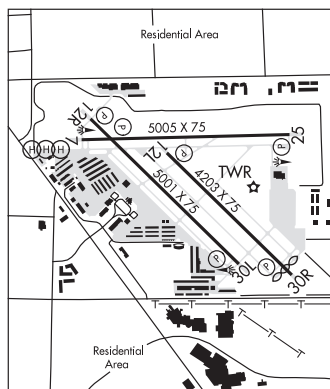 Residential Area
12R
P
P
5005 X 75
25
7
12L
P
H H H
TWR
5001 X 75
4203 X 75
P
P
30L
30R
T T T T T T
T
T
Residential
Area